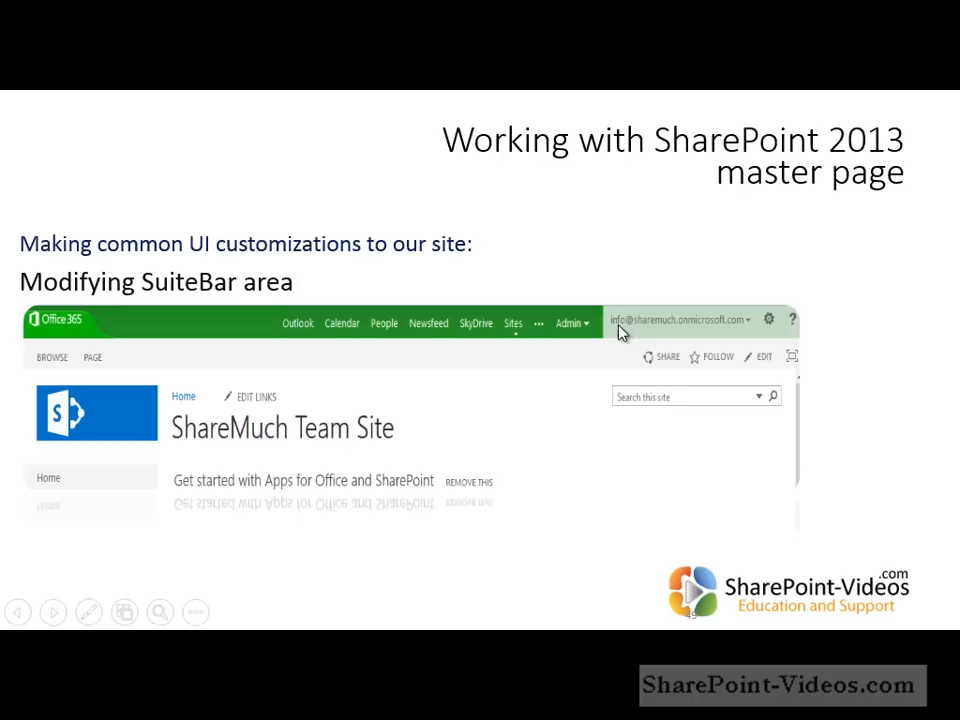 Working with SharePoint 2013
master page
Making common UI customizations to our site:
Modifying SuiteBar area
Office 365
Outlook Calendar People Newsfeed SkyDrive Sites ••• Admin info@sharemuch.onmicrosoft.com ?
BROWSE PAGE SHARE FOLLOW EDIT
S
Home EDIT LINKS Search this site
ShareMuch Team Site
Home Get started with Apps for Office and SharePoint REMOVE THIS
SharePoint-Videos.com
Education and Support
49
SharePoint-Videos.com